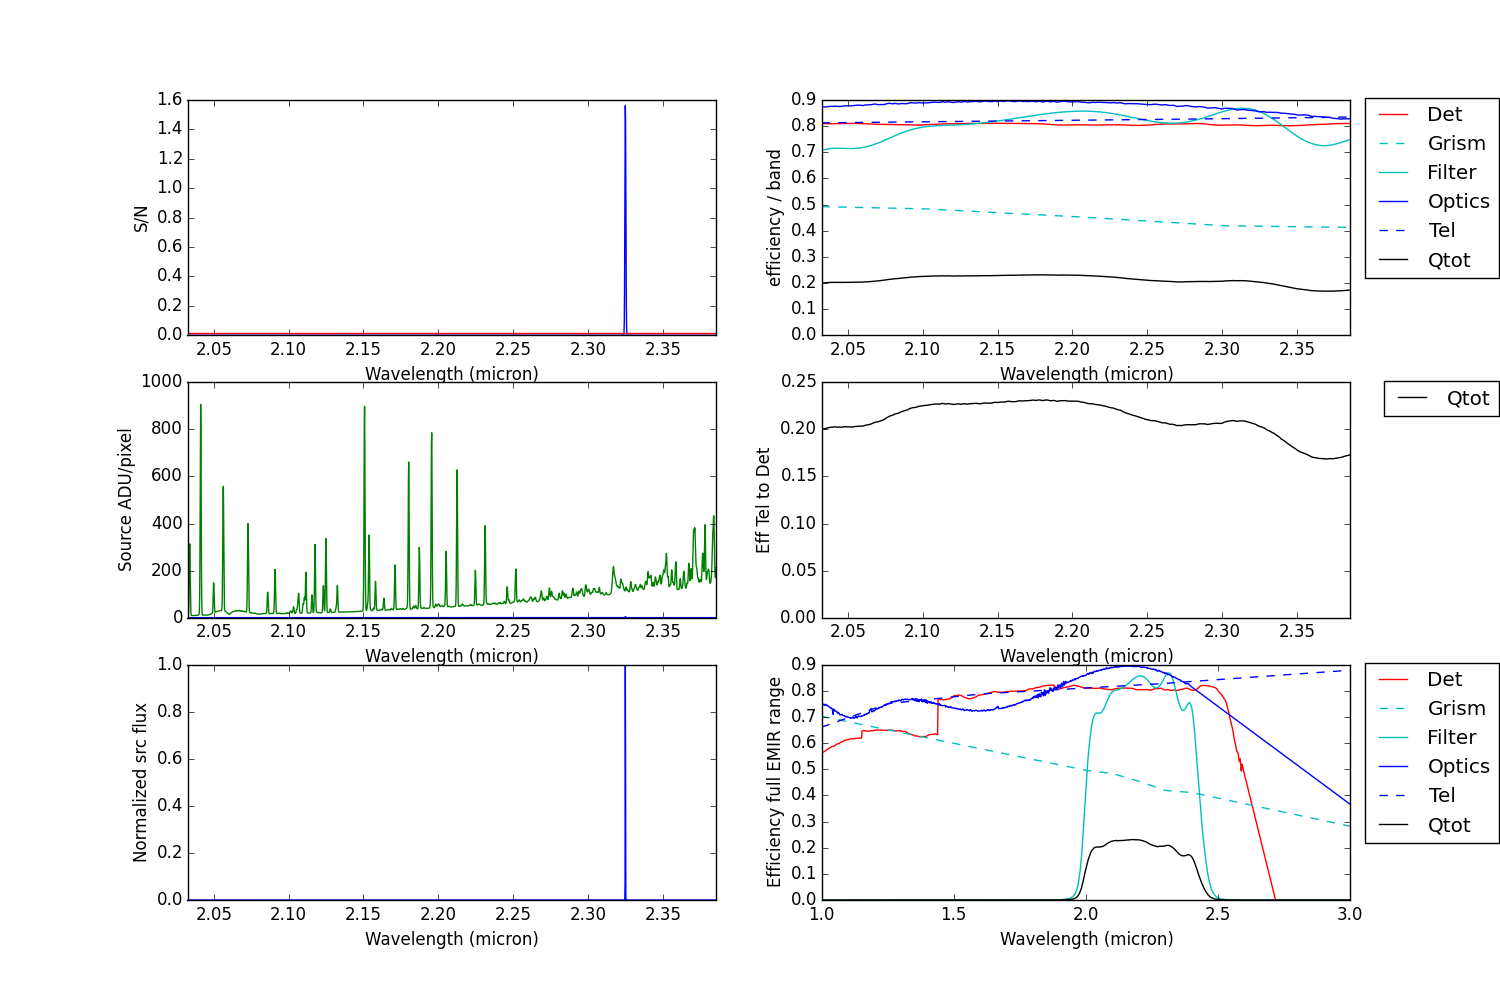 1.6
1.4
1.2
1.0
0.8
0.6
0.4
0.2
0.0
S/N
2.05 2.10 2.15 2.20 2.25 2.30 2.35
Wavelength (micron)
0.9
0.8
0.7
0.6
0.5
0.4
0.3
0.2
0.1
0.0
efficiency / band
2.05 2.10 2.15 2.20 2.25 2.30 2.35
Wavelength (micron)
Det
Grism
Filter
Optics
Tel
Qtot
1000
800
600
400
200
0
Source ADU/pixel
2.05 2.10 2.15 2.20 2.25 2.30 2.35
Wavelength (micron)
0.25
0.20
0.15
0.10
0.05
0.00
Eff Tel to Det
2.05 2.10 2.15 2.20 2.25 2.30 2.35
Wavelength (micron)
Qtot
1.0
0.8
0.6
0.4
0.2
0.0
Normalized src flux
2.05 2.10 2.15 2.20 2.25 2.30 2.35
Wavelength (micron)
0.9
0.8
0.7
0.6
0.5
0.4
0.3
0.2
0.1
0.0
Efficiency full EMIR range
1.0 1.5 2.0 2.5 3.0
Wavelength (micron)
Det
Grism
Filter
Optics
Tel
Qtot